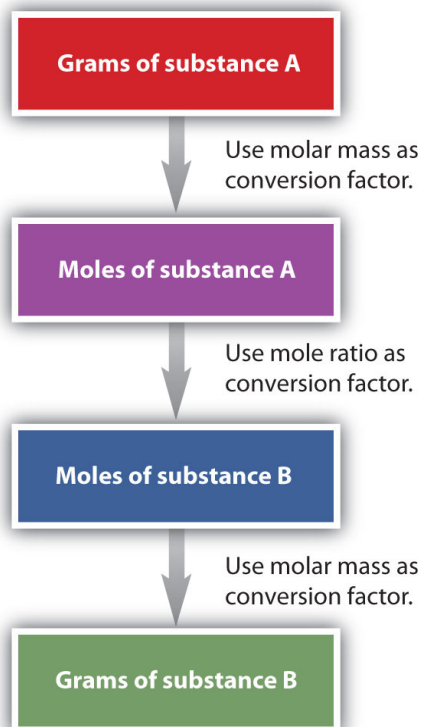 Grams of substance A
Use molar mass as
conversion factor.
Moles of substance A
Use mole ratio as
conversion factor.
Moles of substance B
Use molar mass as
conversion factor.
Grams of substance B